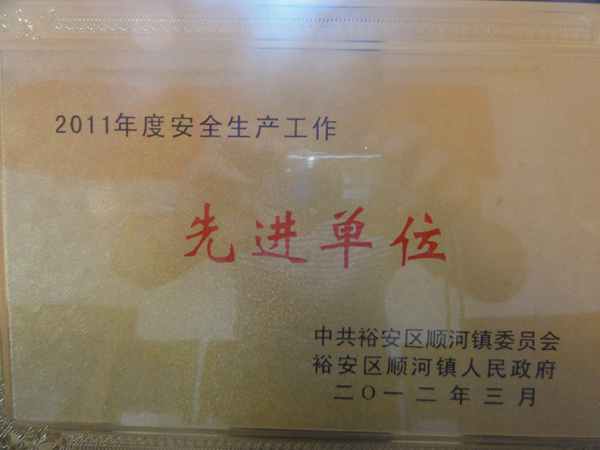 2011年度安全生产工作
先进单位
中共裕安区顺河镇委员会
裕安区顺河镇人民政府
二〇一二年三月